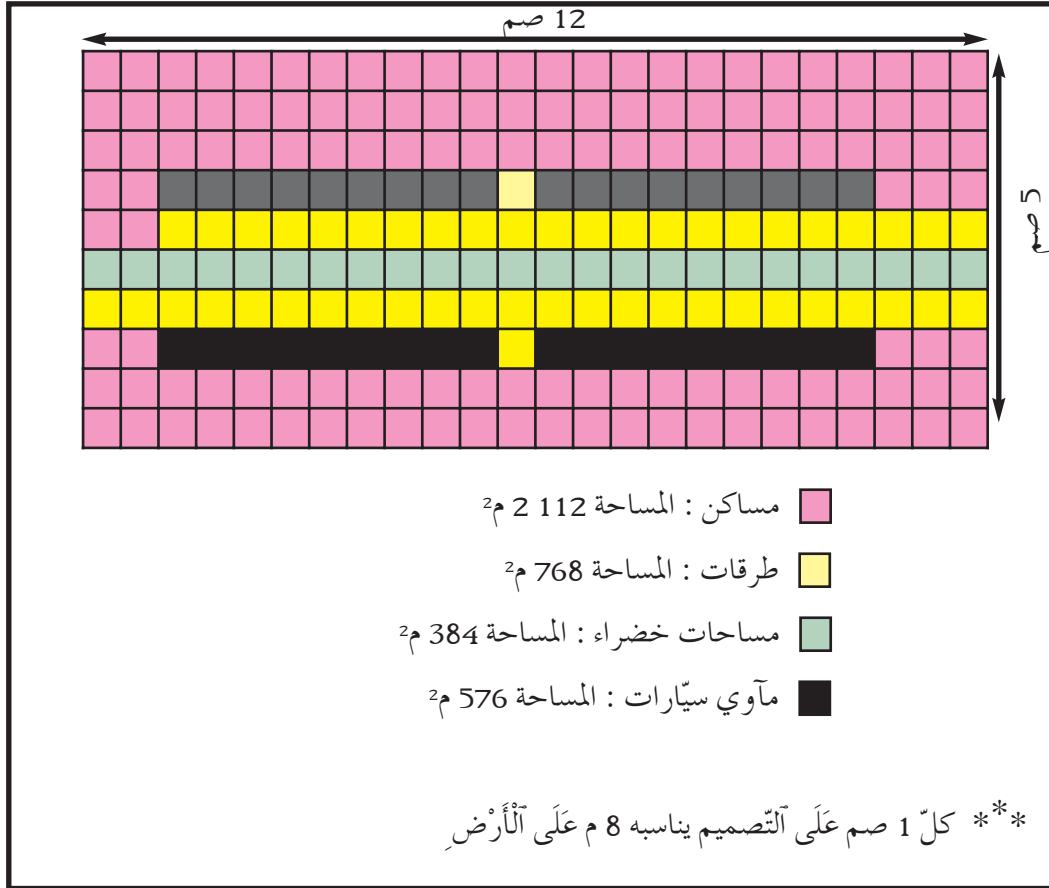 12 صم
5 صم
مساكن : المساحة 112 2 م²
طرقات : المساحة 768 م²
مساحات خضراء : المساحة 384 م²
مآوي سيّارات : المساحة 576 م²
*** كلّ 1 صم عَلَى ٱلتّصميم يناسبه 8 م عَلَى ٱلْأَرْضِ